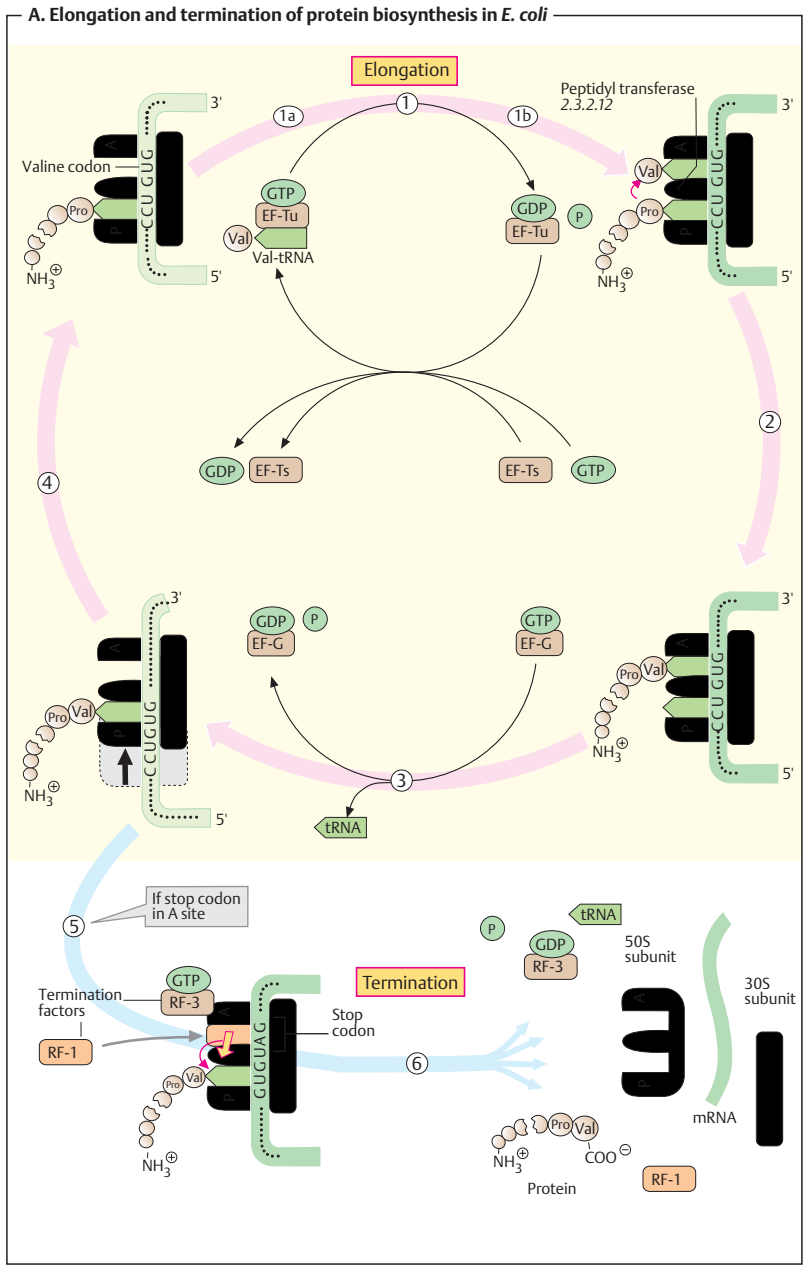 A. Elongation and termination of protein biosynthesis in E. coli
Elongation
3'
1a
1
1b
Peptidyl transferase
2.3.2.12
3'
Valine codon
A
CCU GUG
Pro
P
NH3⊕
5'
GTP
EF-Tu
Val
Val-tRNA
GDP
EF-Tu
P
Val
Pro
A
P
CCU GUG
NH3⊕
5'
2
GDP
EF-Ts
EF-Ts
GTP
4
3'
A
Pro
Val
P
CCUGUG
NH3⊕
5'
GDP
P
EF-G
GTP
EF-G
3'
A
Pro
Val
P
CCU GUG
NH3⊕
5'
3
tRNA
5
If stop codon
in A site
Termination
factors
GTP
RF-3
RF-1
A
P
GUGUAG
Stop
codon
Pro
Val
NH3⊕
Termination
6
P
tRNA
GDP
RF-3
50S
subunit
A
P
30S
subunit
mRNA
Pro
Val
NH3⊕
COO⊖
Protein
RF-1